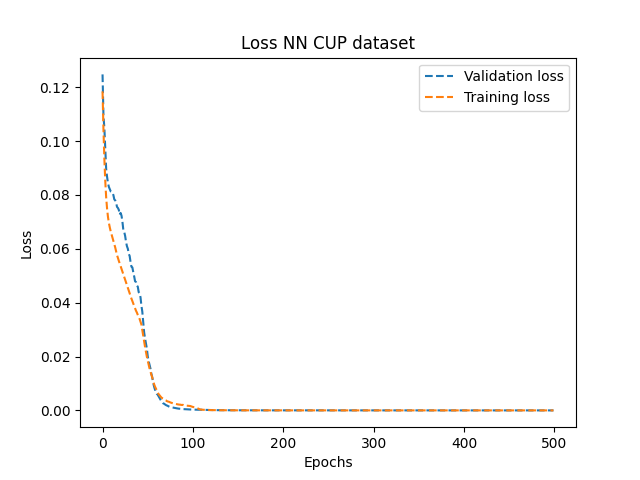 Loss NN CUP dataset
Validation loss
Training loss
0.12
0.10
0.08
0.06
0.04
0.02
0.00
Loss
0
100
200
300
400
500
Epochs